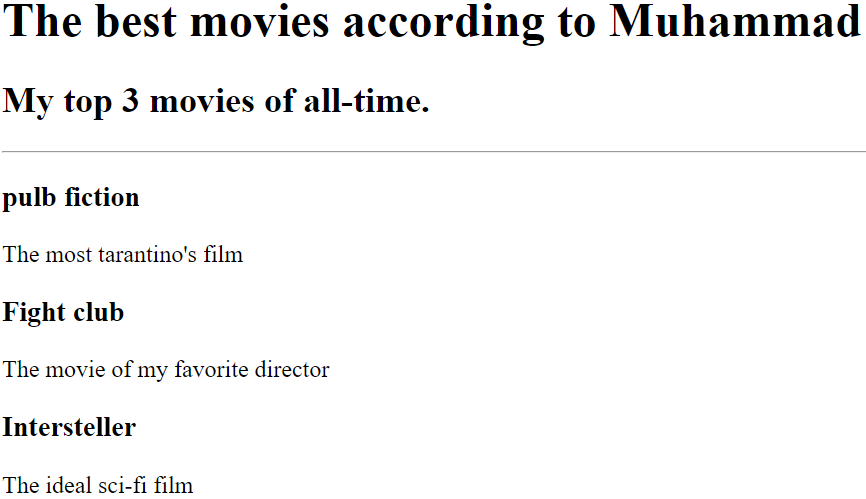 The best movies according to Muhammad
My top 3 movies of all-time.
pulb fiction
The most tarantino's film
Fight club
The movie of my favorite director
Intersteller
The ideal sci-fi film